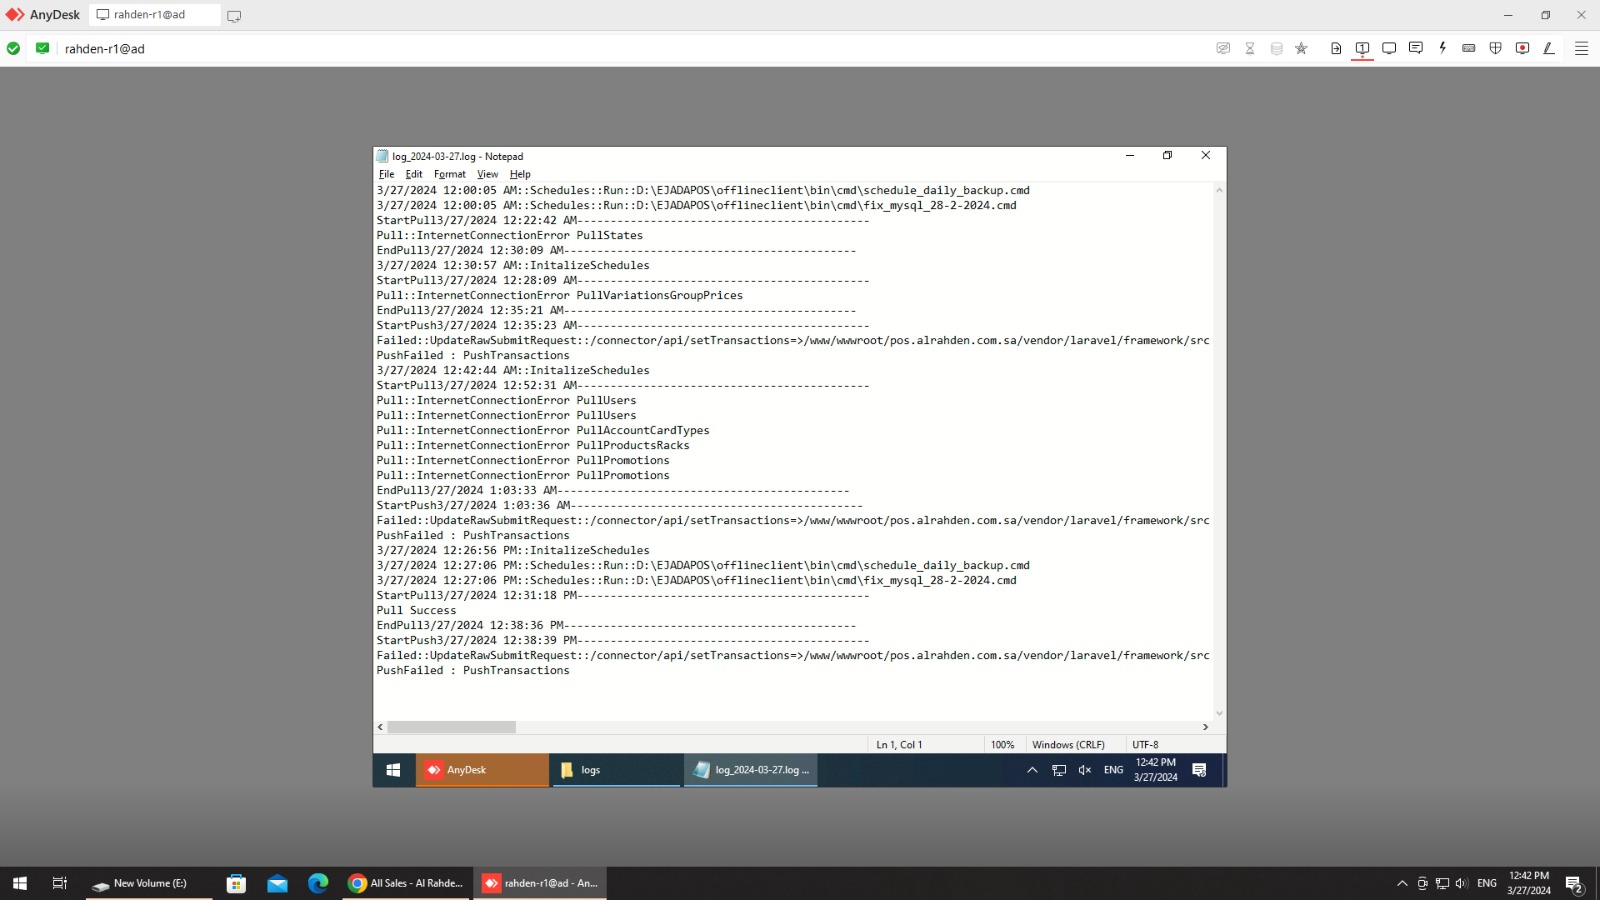 AnyDesk
rahden-r1@ad
rahden-r1@ad
1
log_2024-03-27.log - Notepad
File Edit Format View Help
3/27/2024 12:00:05 AM::Schedules::Run::D:\EJADAPOS\offlineclient\bin\cmd\schedule_daily_backup.cmd
3/27/2024 12:00:05 AM::Schedules::Run::D:\EJADAPOS\offlineclient\bin\cmd\fix_mysql_28-2-2024.cmd
StartPull3/27/2024 12:22:42 AM--------------------------------------------
Pull::InternetConnectionError PullStates
EndPull3/27/2024 12:30:09 AM--------------------------------------------
3/27/2024 12:30:57 AM::InitalizeSchedules
StartPull3/27/2024 12:28:09 AM--------------------------------------------
Pull::InternetConnectionError PullVariationsGroupPrices
EndPull3/27/2024 12:35:21 AM--------------------------------------------
StartPush3/27/2024 12:35:23 AM--------------------------------------------
Failed::UpdateRawSubmitRequest::/connector/api/setTransactions=>/www/wwwroot/pos.alrahden.com.sa/vendor/laravel/framework/src
PushFailed : PushTransactions
3/27/2024 12:42:44 AM::InitalizeSchedules
StartPull3/27/2024 12:52:31 AM--------------------------------------------
Pull::InternetConnectionError PullUsers
Pull::InternetConnectionError PullUsers
Pull::InternetConnectionError PullAccountCardTypes
Pull::InternetConnectionError PullProductsRacks
Pull::InternetConnectionError PullPromotions
Pull::InternetConnectionError PullPromotions
EndPull3/27/2024 1:03:33 AM--------------------------------------------
StartPush3/27/2024 1:03:36 AM--------------------------------------------
Failed::UpdateRawSubmitRequest::/connector/api/setTransactions=>/www/wwwroot/pos.alrahden.com.sa/vendor/laravel/framework/src
PushFailed : PushTransactions
3/27/2024 12:26:56 PM::InitalizeSchedules
3/27/2024 12:27:06 PM::Schedules::Run::D:\EJADAPOS\offlineclient\bin\cmd\schedule_daily_backup.cmd
3/27/2024 12:27:06 PM::Schedules::Run::D:\EJADAPOS\offlineclient\bin\cmd\fix_mysql_28-2-2024.cmd
StartPull3/27/2024 12:31:18 PM--------------------------------------------
Pull Success
EndPull3/27/2024 12:38:36 PM--------------------------------------------
StartPush3/27/2024 12:38:39 PM--------------------------------------------
Failed::UpdateRawSubmitRequest::/connector/api/setTransactions=>/www/wwwroot/pos.alrahden.com.sa/vendor/laravel/framework/src
PushFailed : PushTransactions
Ln 1, Col 1 100% Windows (CRLF) UTF-8
AnyDesk logs log_2024-03-27.log ... ENG 12:42 PM
3/27/2024
New Volume (E:) All Sales - Al Rahde... rahden-r1@ad - An... ENG 12:42 PM
3/27/2024
2